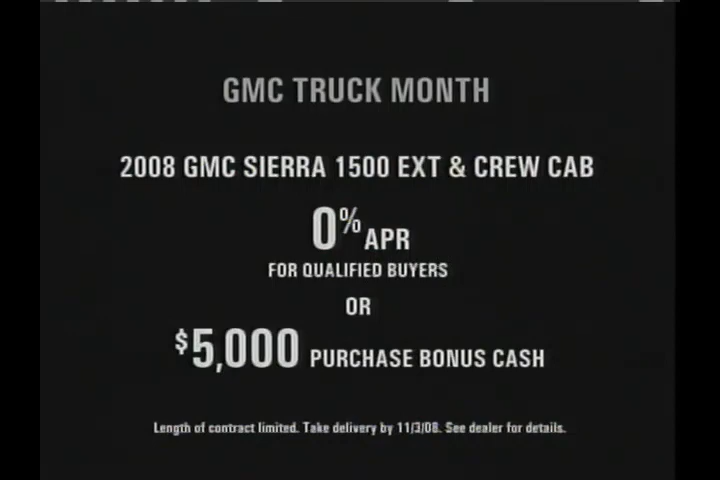 GMC TRUCK MONTH
2008 GMC SIERRA 1500 EXT & CREW CAB
0% APR
FOR QUALIFIED BUYERS
OR
$5,000 PURCHASE BONUS CASH
Length of contract limited. Take delivery by 11/3/08. See dealer for details.